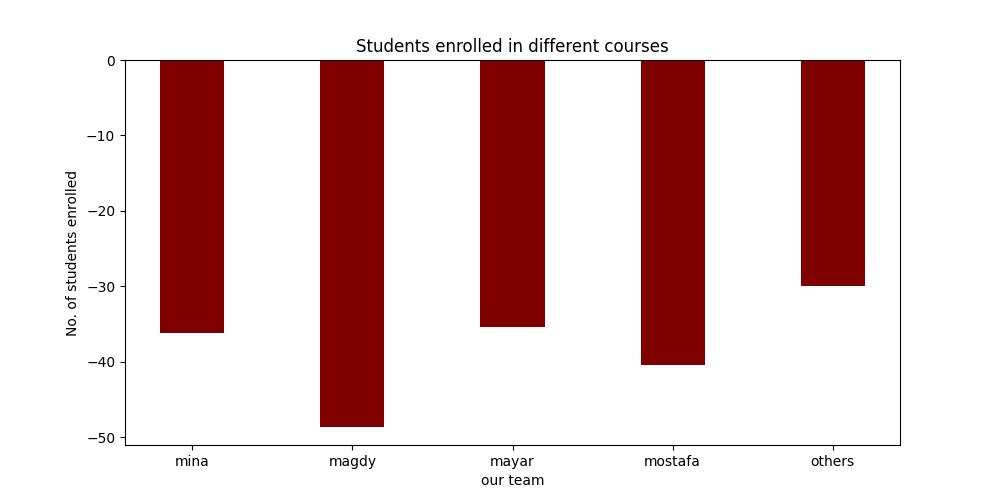 Students enrolled in different courses
0
−10
−20
−30
−40
−50
No. of students enrolled
mina magdy mayar mostafa others
our team